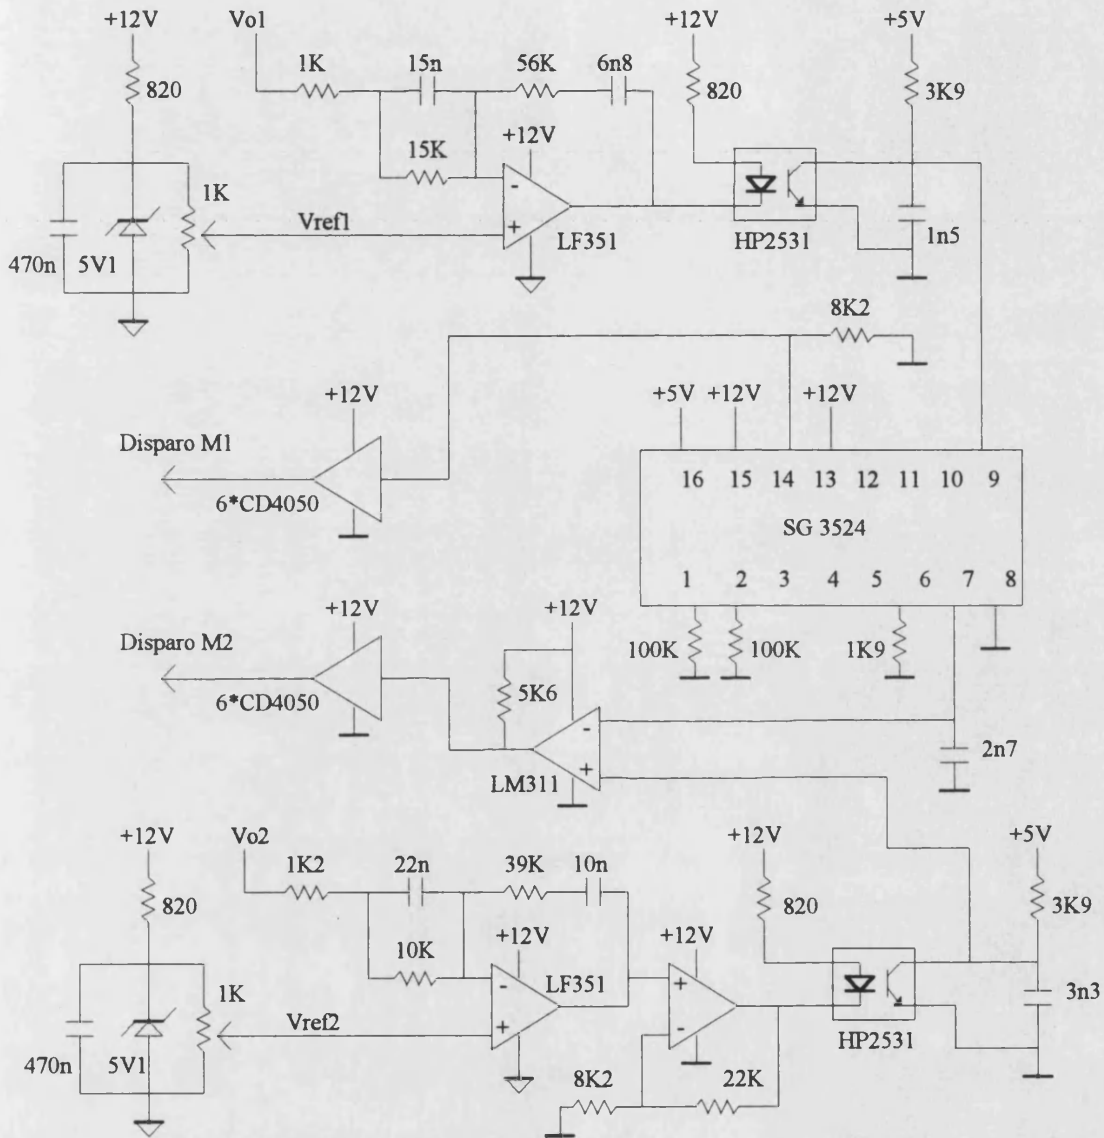 +12V Vo1 +12V +5V
1K 15n 56K 6n8
820 820 3K9
+12V
15K
1K
-
Vref1 +
LF351 HP2531 1n5
470n 5V1
8K2
+12V +5V +12V +12V
Disparo M1
16 15 14 13 12 11 10 9
6*CD4050
SG 3524
1 2 3 4 5 6 7 8
+12V +12V
Disparo M2
100K 100K 1K9
5K6
6*CD4050
-
2n7
+
LM311
+12V Vo2 +12V +5V
1K2 22n 39K 10n
820 820 3K9
+12V +12V
10K LF351
1K - + 3n3
Vref2 + -
HP2531
470n 5V1
8K2 22K